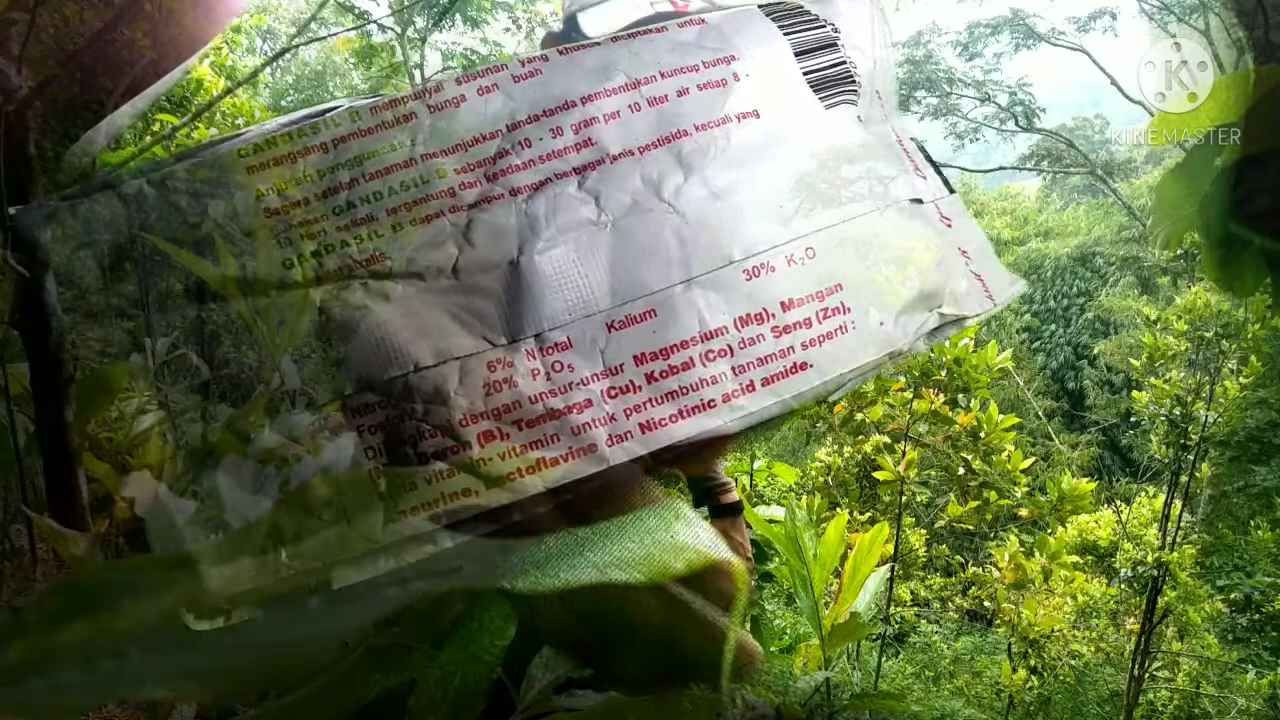 GANDASIL B mempunyai susunan yang khusus diciptakan untuk
merangsang pembentukan bunga dan buah
Anjuran penggunaan
Segera setelah tanaman menunjukkan tanda-tanda pembentukan kuncup bunga.
GANDASIL B sebanyak 10 - 30 gram per 10 liter air setiap 8 -
10 hari sekali, tergantung dari keadaan setempat.
GANDASIL B dapat dicampur dengan berbagai jenis pestisida, kecuali yang
6% N total
20% P₂O₅
Kalium 30% K₂O
dengan unsur-unsur Magnesium (Mg), Mangan
Boron (B), Tembaga (Cu), Kobal (Co) dan Seng (Zn),
vitamin-vitamin untuk pertumbuhan tanaman seperti :
dan Nicotinic acid amide.
KINEMASTER